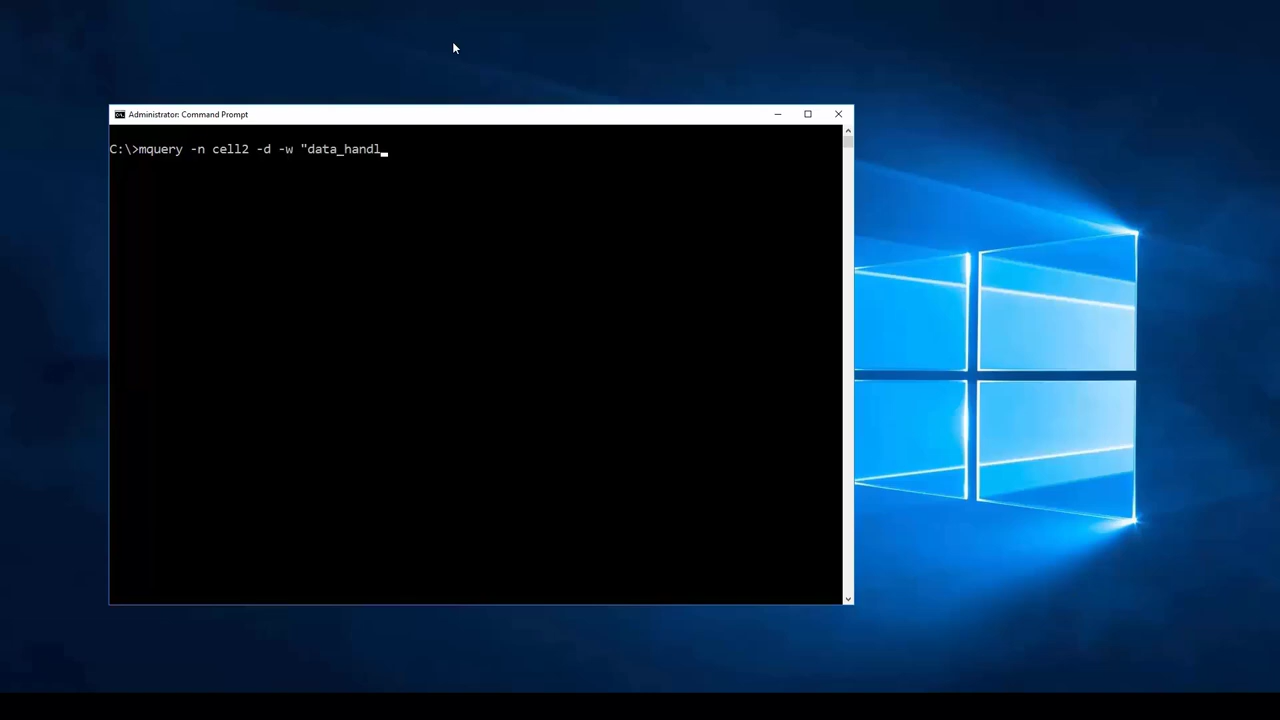 Administrator: Command Prompt
C:\>mquery -n cell2 -d -w "data_handl